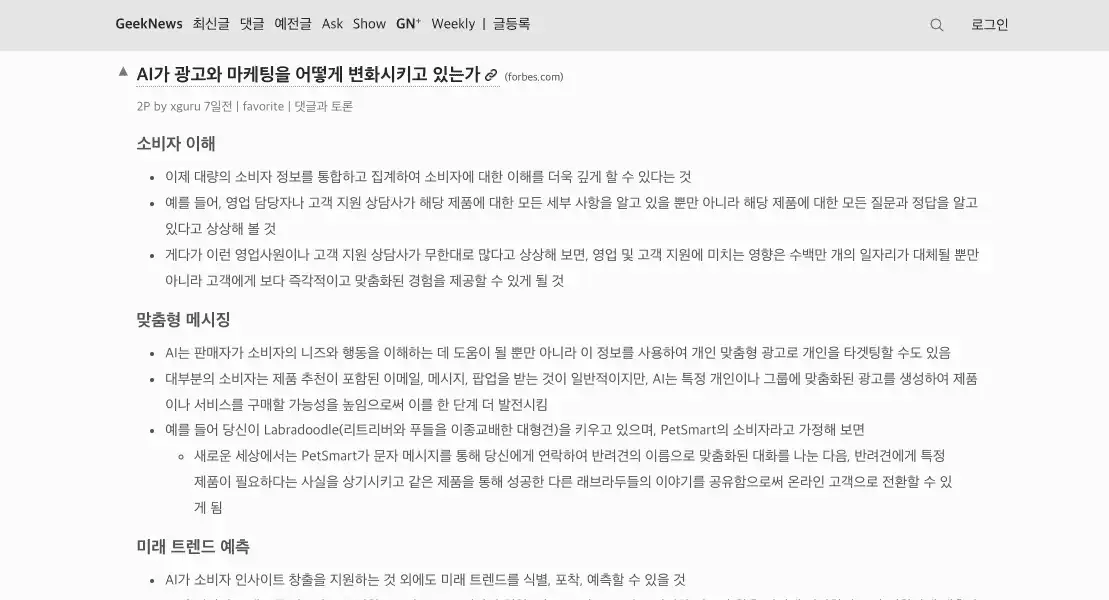 GeekNews 최신글 댓글 예전글 Ask Show GN+ Weekly | 글등록 로그인
▲ AI가 광고와 마케팅을 어떻게 변화시키고 있는가 (forbes.com)
2P by xguru 7일전 | favorite | 댓글과 토론
소비자 이해
• 이제 대량의 소비자 정보를 통합하고 집계하여 소비자에 대한 이해를 더욱 깊게 할 수 있다는 것
• 예를 들어, 영업 담당자나 고객 지원 상담사가 해당 제품에 대한 모든 세부 사항을 알고 있을 뿐만 아니라 해당 제품에 대한 모든 질문과 정답을 알고
있다고 상상해 볼 것
• 게다가 이런 영업사원이나 고객 지원 상담사가 무한대로 많다고 상상해 보면, 영업 및 고객 지원에 미치는 영향은 수백만 개의 일자리가 대체될 뿐만
아니라 고객에게 보다 즉각적이고 맞춤화된 경험을 제공할 수 있게 될 것
맞춤형 메시징
• AI는 판매자가 소비자의 니즈와 행동을 이해하는 데 도움이 될 뿐만 아니라 이 정보를 사용하여 개인 맞춤형 광고로 개인을 타겟팅할 수도 있음
• 대부분의 소비자는 제품 추천이 포함된 이메일, 메시지, 팝업을 받는 것이 일반적이지만, AI는 특정 개인이나 그룹에 맞춤화된 광고를 생성하여 제품
이나 서비스를 구매할 가능성을 높임으로써 이를 한 단계 더 발전시킴
• 예를 들어 당신이 Labradoodle(리트리버와 푸들을 이종교배한 대형견)을 키우고 있으며, PetSmart의 소비자라고 가정해 보면
◦ 새로운 세상에서는 PetSmart가 문자 메시지를 통해 당신에게 연락하여 반려견의 이름으로 맞춤화된 대화를 나눈 다음, 반려견에게 특정
제품이 필요하다는 사실을 상기시키고 같은 제품을 통해 성공한 다른 래브라두들의 이야기를 공유함으로써 온라인 고객으로 전환할 수 있
게 됨
미래 트렌드 예측
• AI가 소비자 인사이트 창출을 지원하는 것 외에도 미래 트렌드를 식별, 포착, 예측할 수 있을 것